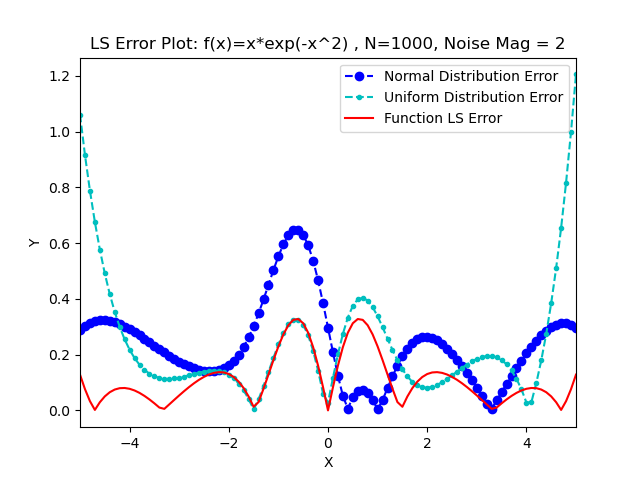 LS Error Plot: f(x)=x*exp(-x^2) , N=1000, Noise Mag = 2
Normal Distribution Error
Uniform Distribution Error
Function LS Error
1.2
1.0
0.8
0.6
0.4
0.2
0.0
Y
−4
−2
0
2
4
X